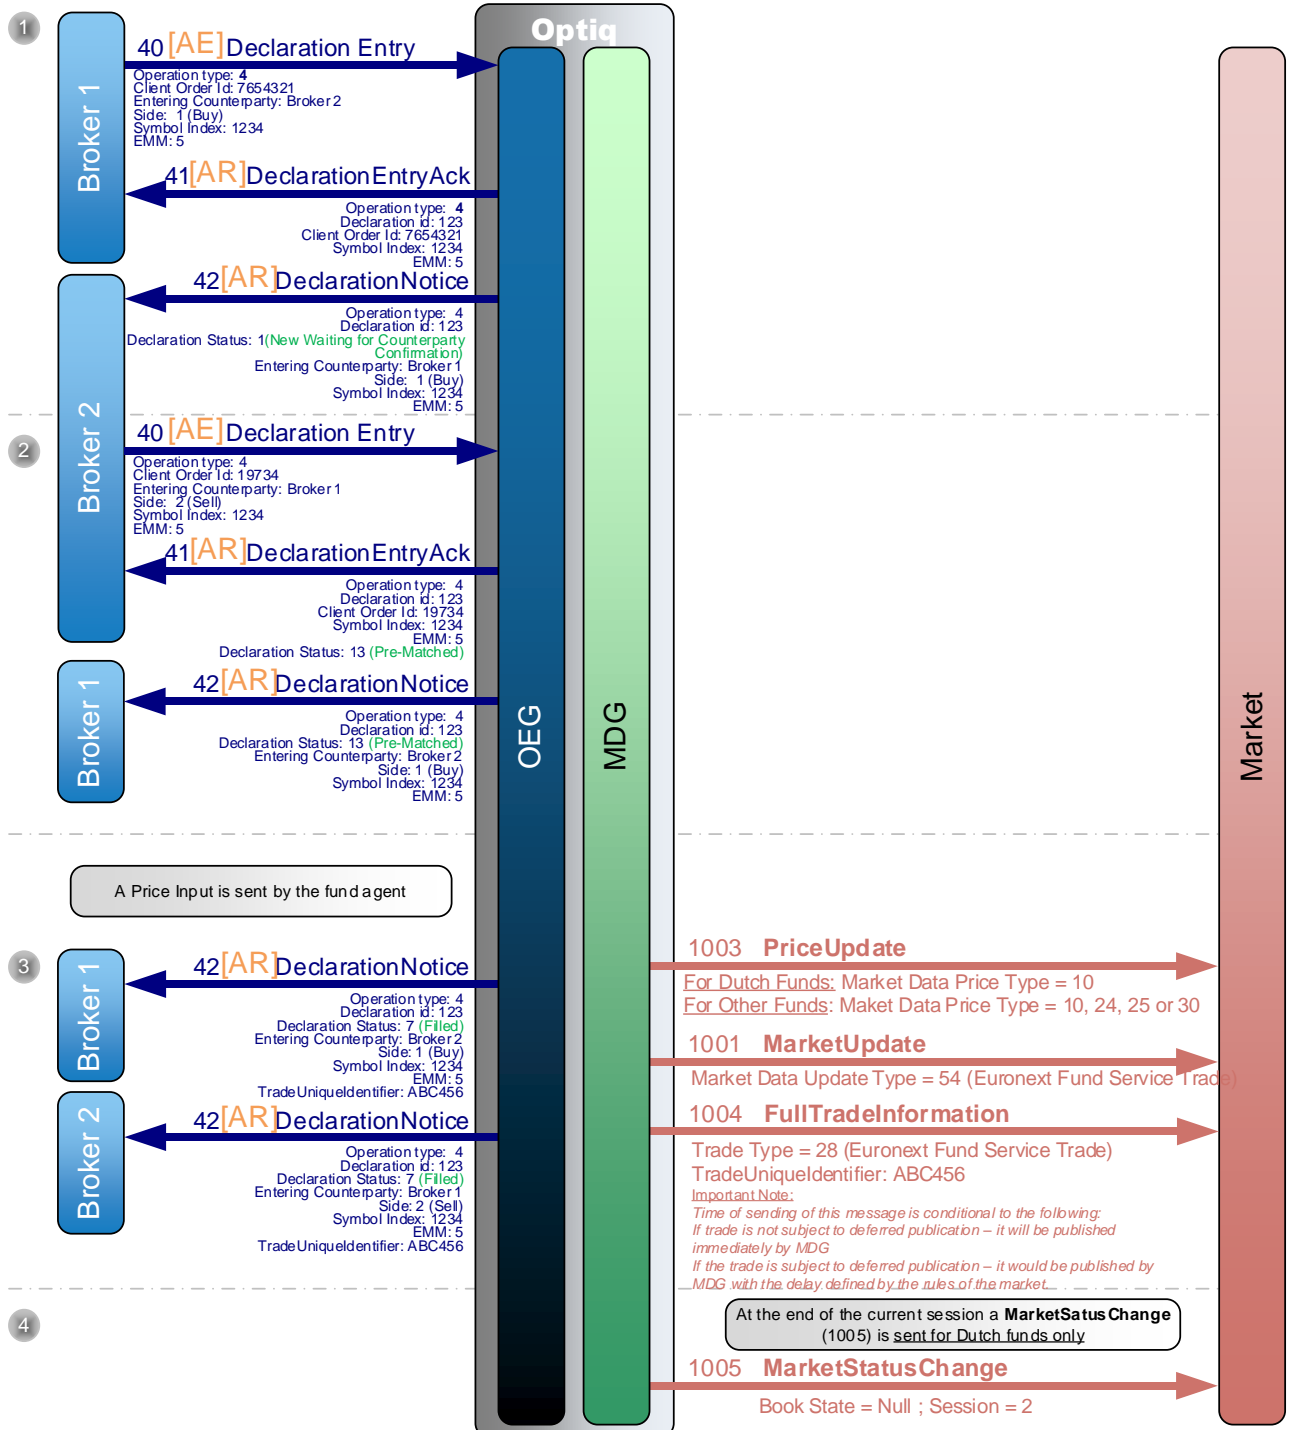 1
Optiq
Broker 1
40 [AE] Declaration Entry
Operation type: 4
Client Order Id: 7654321
Entering Counterparty: Broker 2
Side: 1 (Buy)
Symbol Index: 1234
EMM: 5
41 [AR] DeclarationEntryAck
Operation type: 4
Declaration id: 123
Client Order Id: 7654321
Symbol Index: 1234
EMM: 5
Broker 2
42 [AR] DeclarationNotice
Operation type: 4
Declaration id: 123
Declaration Status: 1 (New Waiting for Counterparty
Confirmation)
Entering Counterparty: Broker 1
Side: 1 (Buy)
Symbol Index: 1234
EMM: 5
2
40 [AE] Declaration Entry
Operation type: 4
Client Order Id: 19734
Entering Counterparty: Broker 1
Side: 2 (Sell)
Symbol Index: 1234
EMM: 5
41 [AR] DeclarationEntryAck
Operation type: 4
Declaration id: 123
Client Order Id: 19734
Symbol Index: 1234
EMM: 5
Declaration Status: 13 (Pre-Matched)
Broker 1
42 [AR] DeclarationNotice
Operation type: 4
Declaration id: 123
Declaration Status: 13 (Pre-Matched)
Entering Counterparty: Broker 2
Side: 1 (Buy)
Symbol Index: 1234
EMM: 5
OEG
MDG
Market
A Price Input is sent by the fund agent
3
Broker 1
42 [AR] DeclarationNotice
Operation type: 4
Declaration id: 123
Declaration Status: 7 (Filled)
Entering Counterparty: Broker 2
Side: 1 (Buy)
Symbol Index: 1234
EMM: 5
TradeUniqueIdentifier: ABC456
Broker 2
42 [AR] DeclarationNotice
Operation type: 4
Declaration id: 123
Declaration Status: 7 (Filled)
Entering Counterparty: Broker 1
Side: 2 (Sell)
Symbol Index: 1234
EMM: 5
TradeUniqueIdentifier: ABC456
1003 PriceUpdate
For Dutch Funds: Market Data Price Type = 10
For Other Funds: Maket Data Price Type = 10, 24, 25 or 30
1001 MarketUpdate
Market Data Update Type = 54 (Euronext Fund Service Trade)
1004 FullTradeInformation
Trade Type = 28 (Euronext Fund Service Trade)
TradeUniqueIdentifier: ABC456
Important Note:
Time of sending of this message is conditional to the following:
If trade is not subject to deferred publication – it will be published
immediately by MDG
If the trade is subject to deferred publication – it would be published by
MDG with the delay defined by the rules of the market.
4
At the end of the current session a MarketSatusChange
(1005) is sent for Dutch funds only
1005 MarketStatusChange
Book State = Null ; Session = 2